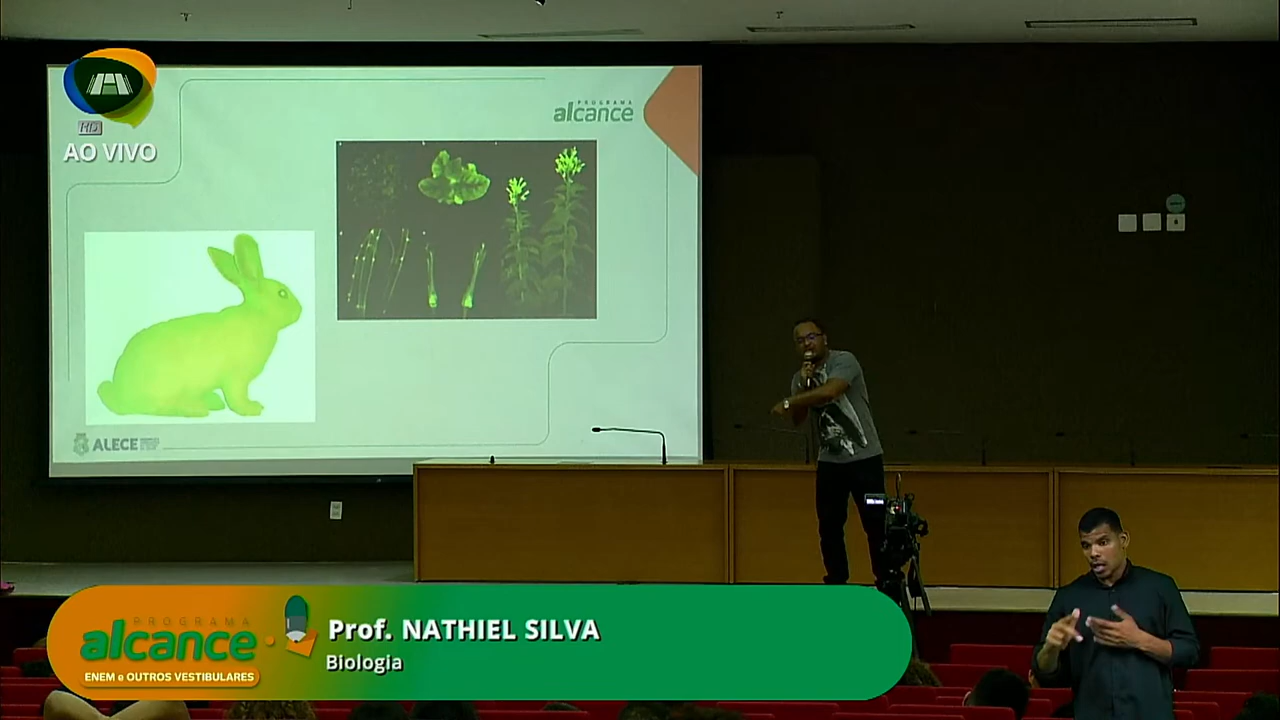 HD
AO VIVO
PROGRAMA
alcance
ALECE
PROGRAMA
alcance
ENEM e OUTROS VESTIBULARES
Prof. NATHIEL SILVA
Biologia